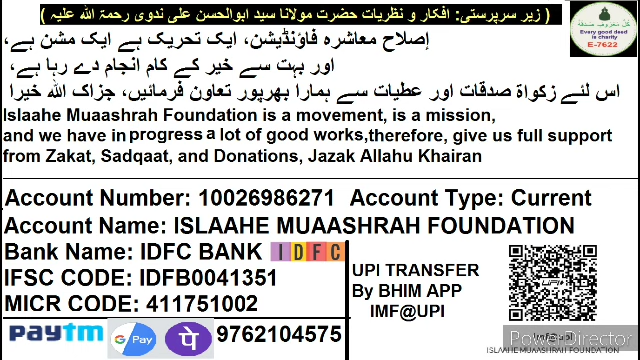 ( زیر سرپرستی: افکار و نظریات حضرت مولانا سید ابوالحسن علی ندوی رحمۃ اللہ علیہ )
كُلُّ مَعْرُوفٍ صَدَقَةٌ
Every good deed
is charity
E-7622
إصلاح معاشرہ فاؤنڈیشن، ایک تحریک ہے ایک مشن ہے،
اور بہت سے خیر کے کام انجام دے رہا ہے،
اس لئے زکواۃ صدقات اور عطیات سے ہمارا بھرپور تعاون فرمائیں، جزاک اللہ خیرا
Islaahe Muaashrah Foundation is a movement, is a mission,
and we have in progress a lot of good works,therefore, give us full support
from Zakat, Sadqaat, and Donations, Jazak Allahu Khairan
Account Number: 10026986271 Account Type: Current
Account Name: ISLAAHE MUAASHRAH FOUNDATION
Bank Name: IDFC BANK IDFC
IFSC CODE: IDFB0041351
MICR CODE: 411751002
UPI TRANSFER
By BHIM APP
IMF@UPI
paytm G Pay पे 9762104575
PowerDirector
ISLAAHE MUAASHRAH FOUNDATION